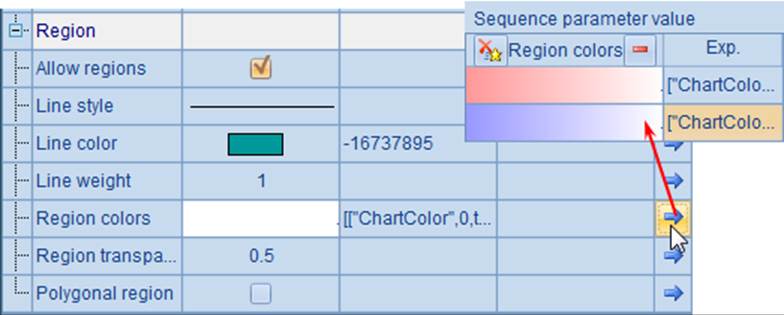 Sequence parameter value
Region colors Exp.
. ["ChartColo...
. ["ChartColo...
Region
Allow regions
Line style
Line color -16737895
Line weight 1
Region colors . [["ChartColor",0,t...
Region transpa... 0.5
Polygonal region